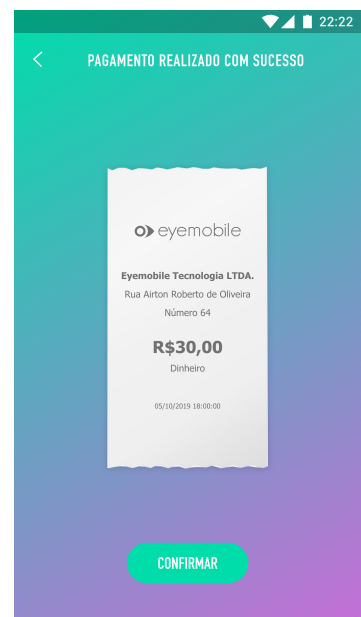 22:22
PAGAMENTO REALIZADO COM SUCESSO
eyemobile
Eyemobile Tecnologia LTDA.
Rua Airton Roberto de Oliveira
Número 64
R$30,00
Dinheiro
05/10/2019 18:00:00
CONFIRMAR